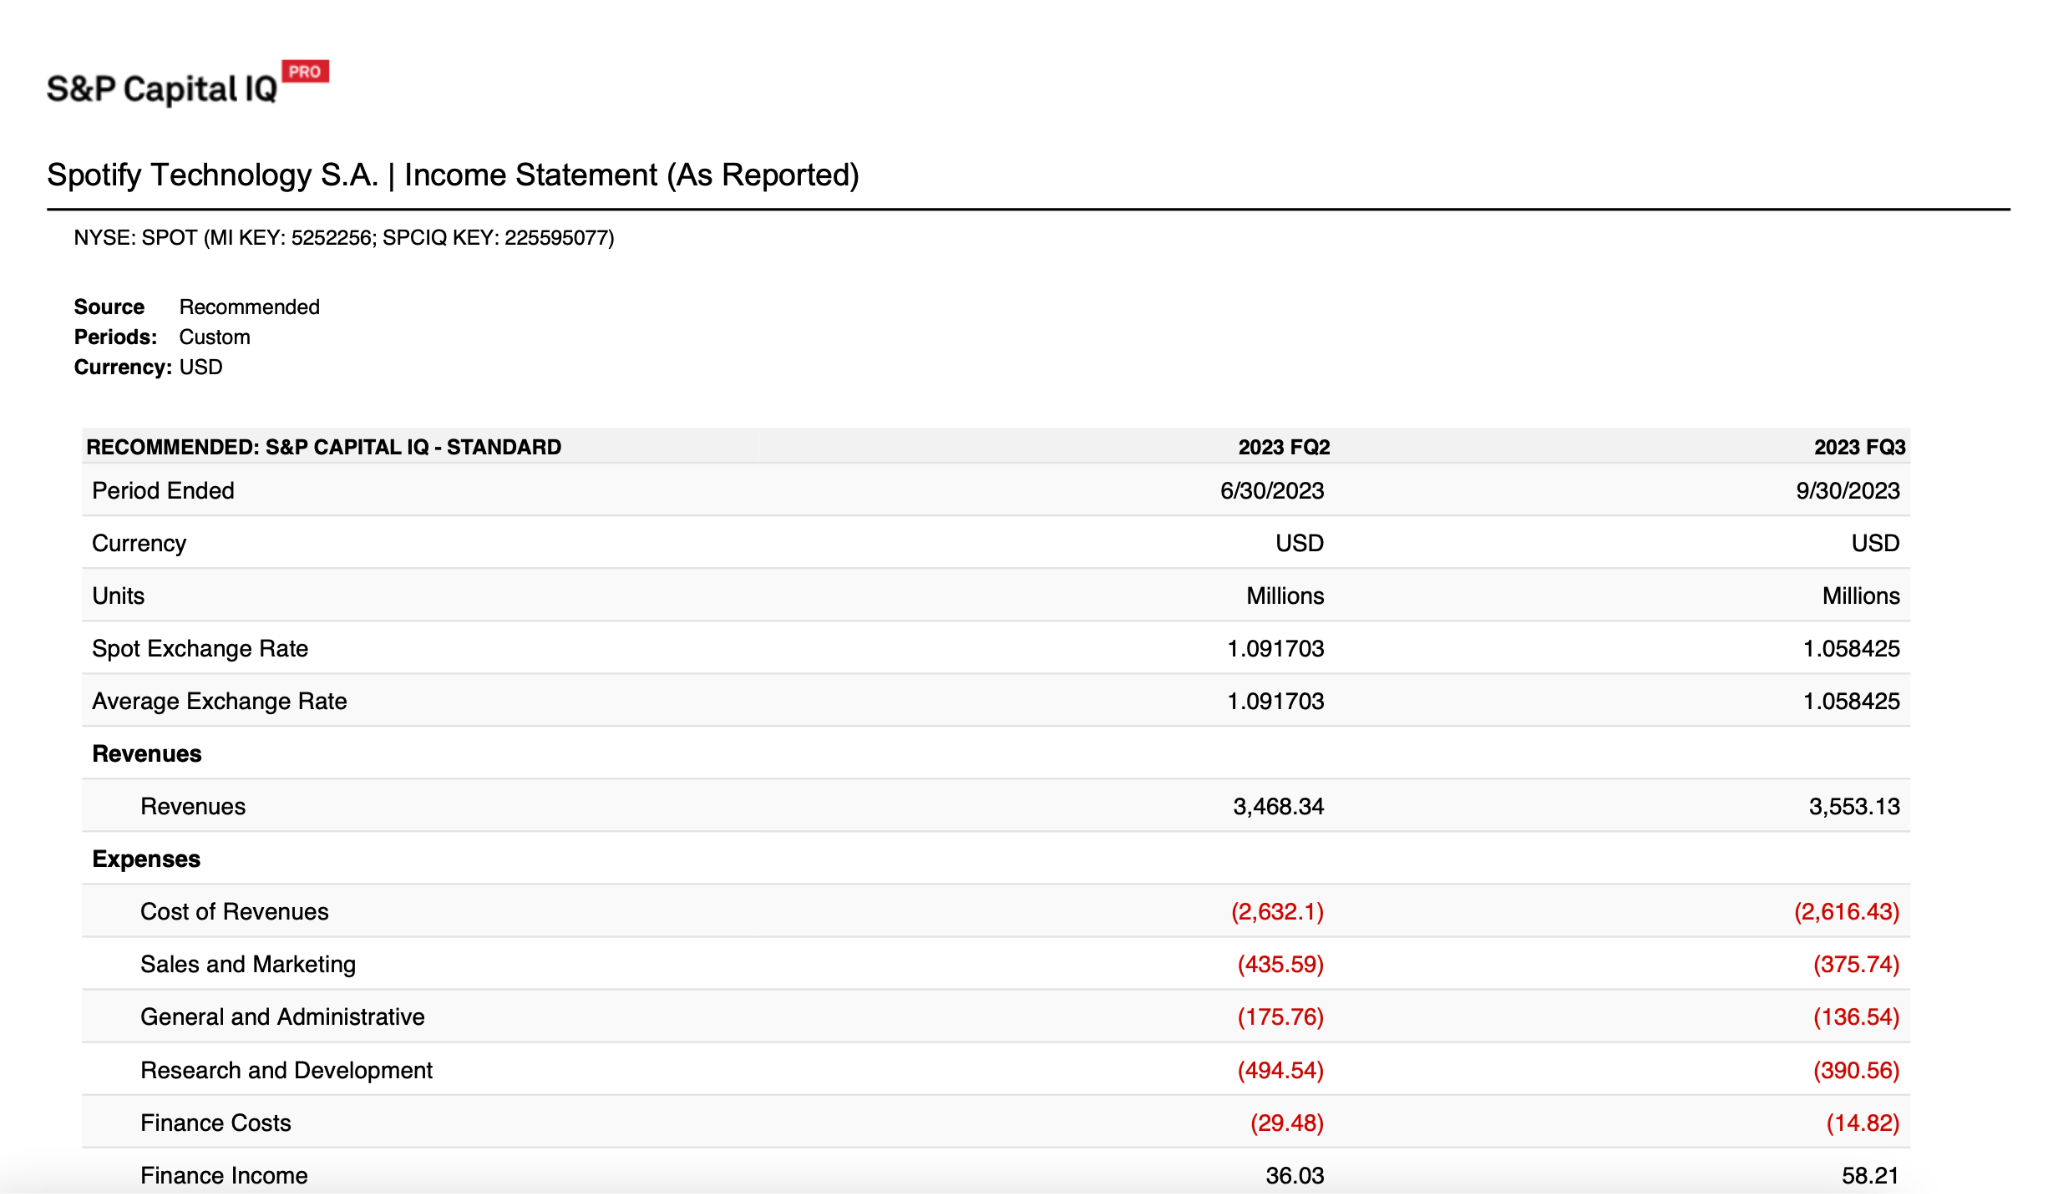 S&P Capital IQ PRO
Spotify Technology S.A. | Income Statement (As Reported)
NYSE: SPOT (MI KEY: 5252256; SPCIQ KEY: 225595077)
Source Recommended
Periods: Custom
Currency: USD
RECOMMENDED: S&P CAPITAL IQ - STANDARD 2023 FQ2 2023 FQ3
Period Ended 6/30/2023 9/30/2023
Currency USD USD
Units Millions Millions
Spot Exchange Rate 1.091703 1.058425
Average Exchange Rate 1.091703 1.058425
Revenues
Revenues 3,468.34 3,553.13
Expenses
Cost of Revenues (2,632.1) (2,616.43)
Sales and Marketing (435.59) (375.74)
General and Administrative (175.76) (136.54)
Research and Development (494.54) (390.56)
Finance Costs (29.48) (14.82)
Finance Income 36.03 58.21